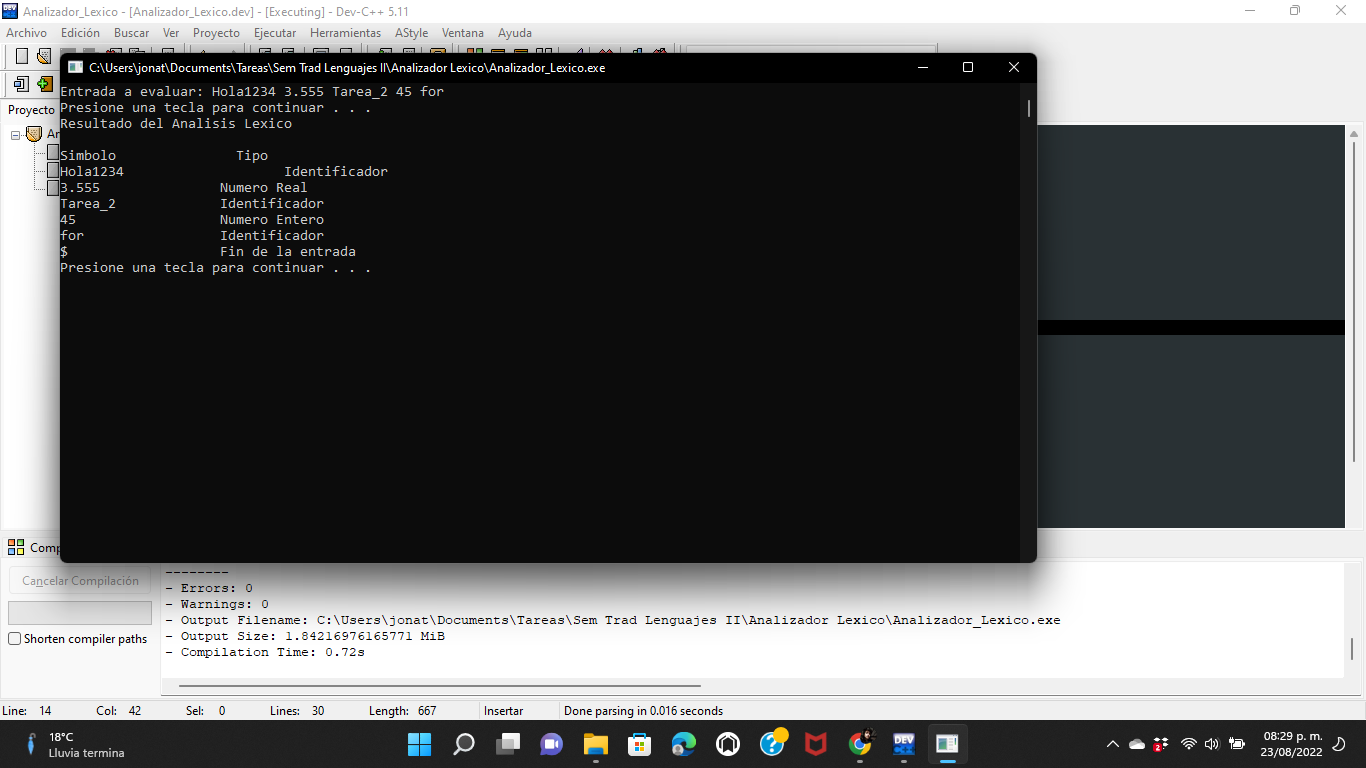 Analizador_Lexico - [Analizador_Lexico.dev] - [Executing] - Dev-C++ 5.11
Archivo Edición Buscar Ver Proyecto Ejecutar Herramientas AStyle Ventana Ayuda
C:\Users\jonat\Documents\Tareas\Sem Trad Lenguajes II\Analizador Lexico\Analizador_Lexico.exe
Proyecto
An
Entrada a evaluar: Hola1234 3.555 Tarea_2 45 for
Presione una tecla para continuar . . .
Resultado del Analisis Lexico
Simbolo Tipo
Hola1234 Identificador
3.555 Numero Real
Tarea_2 Identificador
45 Numero Entero
for Identificador
$ Fin de la entrada
Presione una tecla para continuar . . .
Comp
Cancelar Compilación
Shorten compiler paths
--------
- Errors: 0
- Warnings: 0
- Output Filename: C:\Users\jonat\Documents\Tareas\Sem Trad Lenguajes II\Analizador Lexico\Analizador_Lexico.exe
- Output Size: 1.84216976165771 MiB
- Compilation Time: 0.72s
Line: 14 Col: 42 Sel: 0 Lines: 30 Length: 667 Insertar Done parsing in 0.016 seconds
18°C
Lluvia termina
DEV
2
08:29 p. m.
23/08/2022